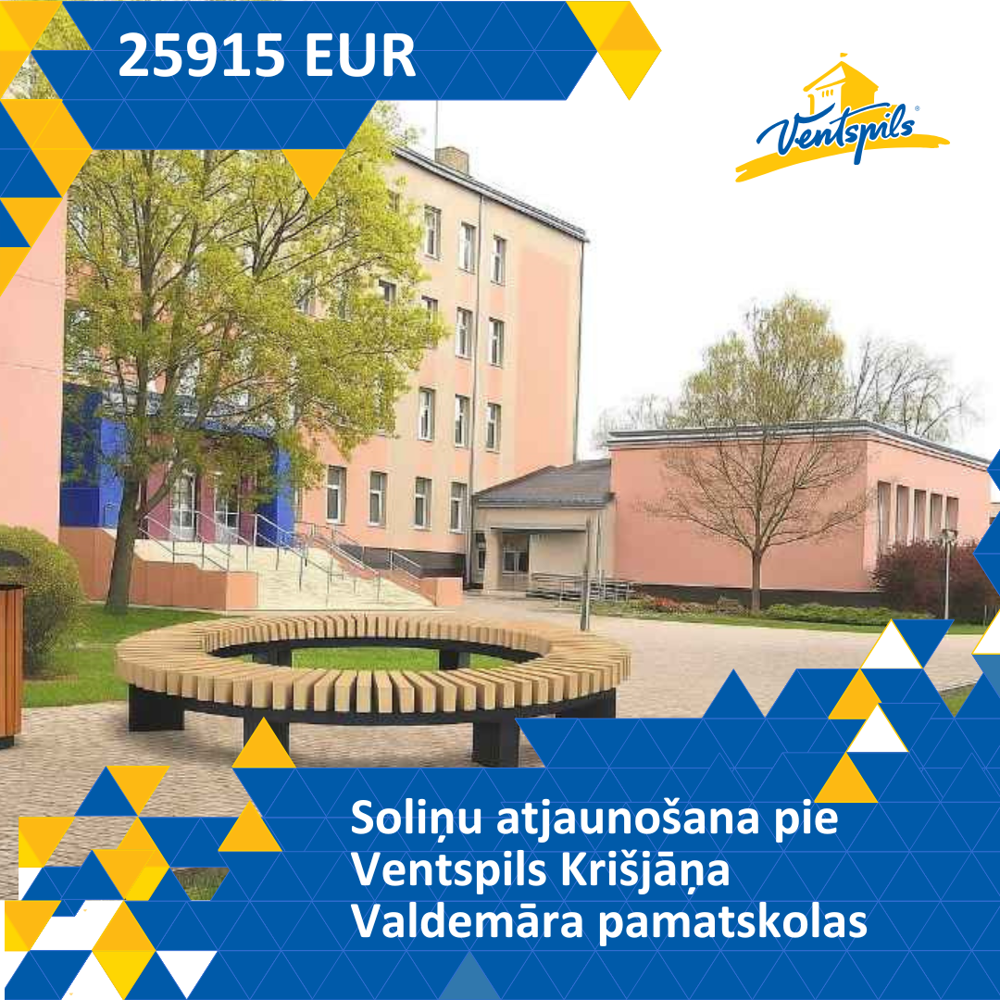 25915 EUR
Ventspils
Soliņu atjaunošana pie
Ventspils Krišjāņa
Valdemāra pamatskolas